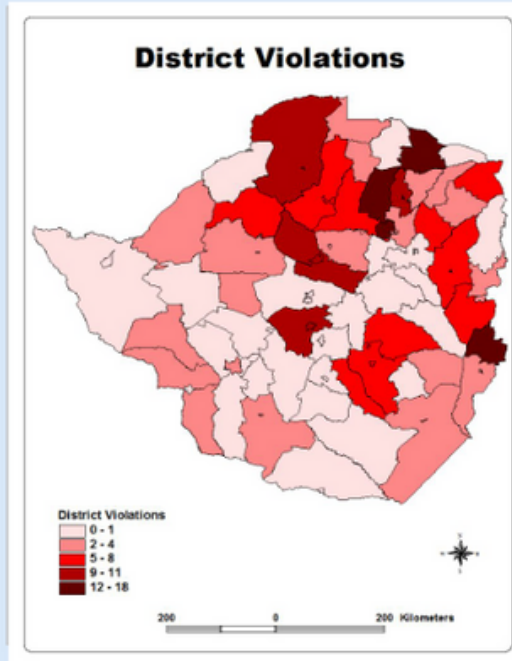 District Violations
District Violations
0 - 1
2 - 4
5 - 8
9 - 11
12 - 18
200 0 200 Kilometers